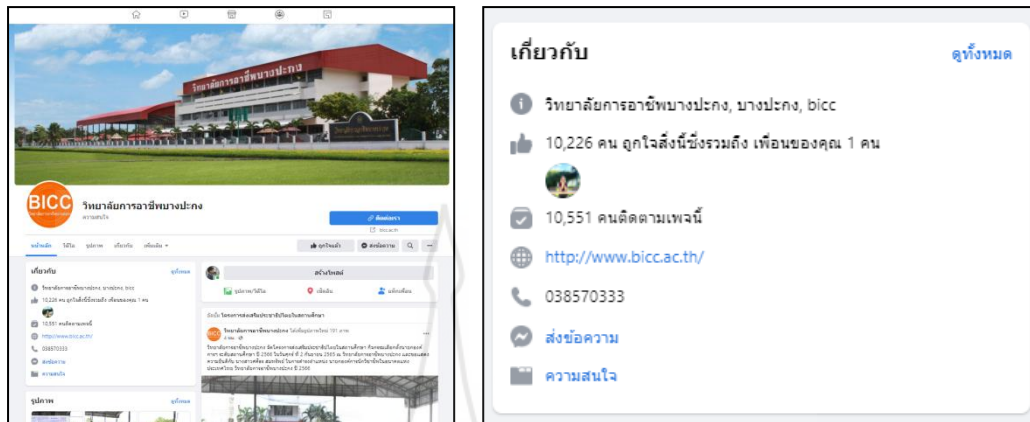 วิทยาลัยการอาชีพบางปะกง
BICC
วิทยาลัยการอาชีพบางปะกง
ความสนใจ
ติดต่อเรา
bicc.ac.th
หน้าหลัก วิดีโอ รูปภาพ เกี่ยวกับ เพิ่มเติม
ถูกใจแล้ว ส่งข้อความ
เกี่ยวกับ ดูทั้งหมด
วิทยาลัยการอาชีพบางปะกง, บางปะกง, bicc
10,226 คน ถูกใจสิ่งนี้ซึ่งรวมถึง เพื่อนของคุณ 1 คน
10,551 คนติดตามเพจนี้
http://www.bicc.ac.th/
038570333
ส่งข้อความ
ความสนใจ
รูปภาพ ดูทั้งหมด
สร้างโพสต์
รูปภาพ/วิดีโอ เช็คอิน แท็กเพื่อน
BICC
เกี่ยวกับ ดูทั้งหมด
วิทยาลัยการอาชีพบางปะกง, บางปะกง, bicc
10,226 คน ถูกใจสิ่งนี้ซึ่งรวมถึง เพื่อนของคุณ 1 คน
10,551 คนติดตามเพจนี้
http://www.bicc.ac.th/
038570333
ส่งข้อความ
ความสนใจ